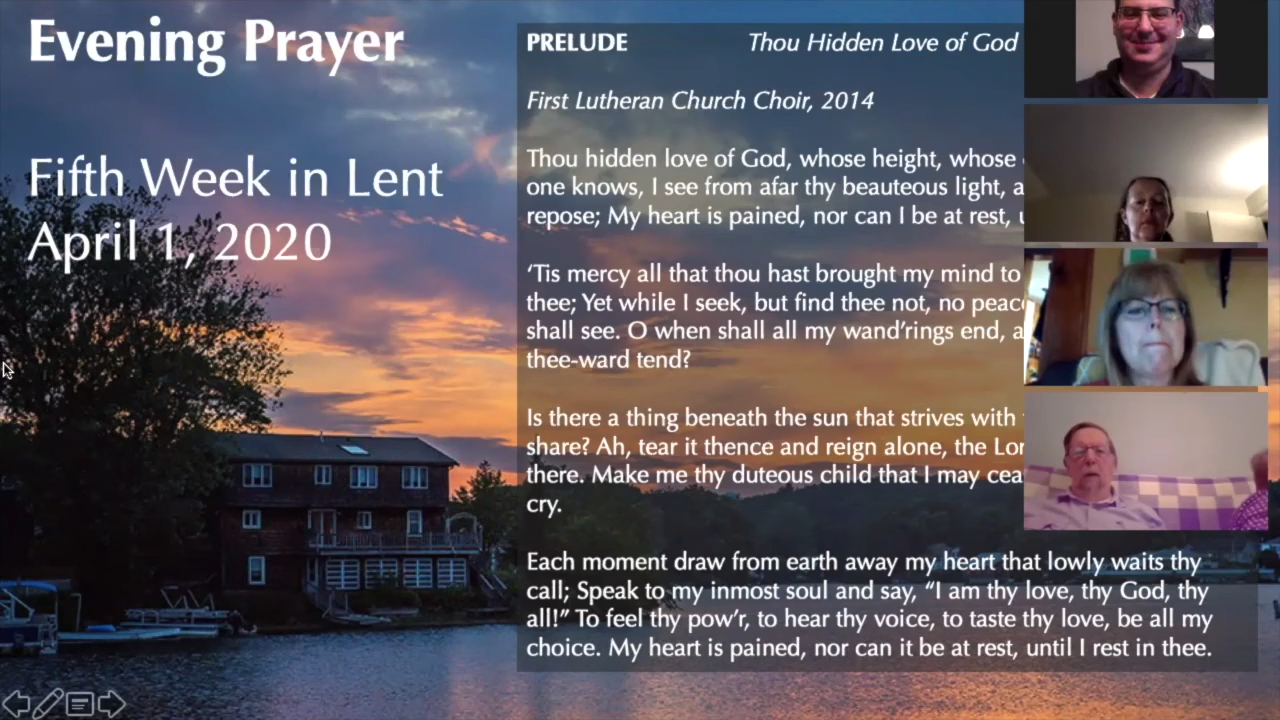 Evening Prayer
Fifth Week in Lent
April 1, 2020
PRELUDE Thou Hidden Love of God
First Lutheran Church Choir, 2014
Thou hidden love of God, whose height, whose
one knows, I see from afar thy beauteous light, a
repose; My heart is pained, nor can I be at rest, u
‘Tis mercy all that thou hast brought my mind to
thee; Yet while I seek, but find thee not, no peac
shall see. O when shall all my wand’rings end, a
thee-ward tend?
Is there a thing beneath the sun that strives with
share? Ah, tear it thence and reign alone, the Lor
there. Make me thy duteous child that I may cea
cry.
Each moment draw from earth away my heart that lowly waits thy
call; Speak to my inmost soul and say, “I am thy love, thy God, thy
all!” To feel thy pow’r, to hear thy voice, to taste thy love, be all my
choice. My heart is pained, nor can it be at rest, until I rest in thee.